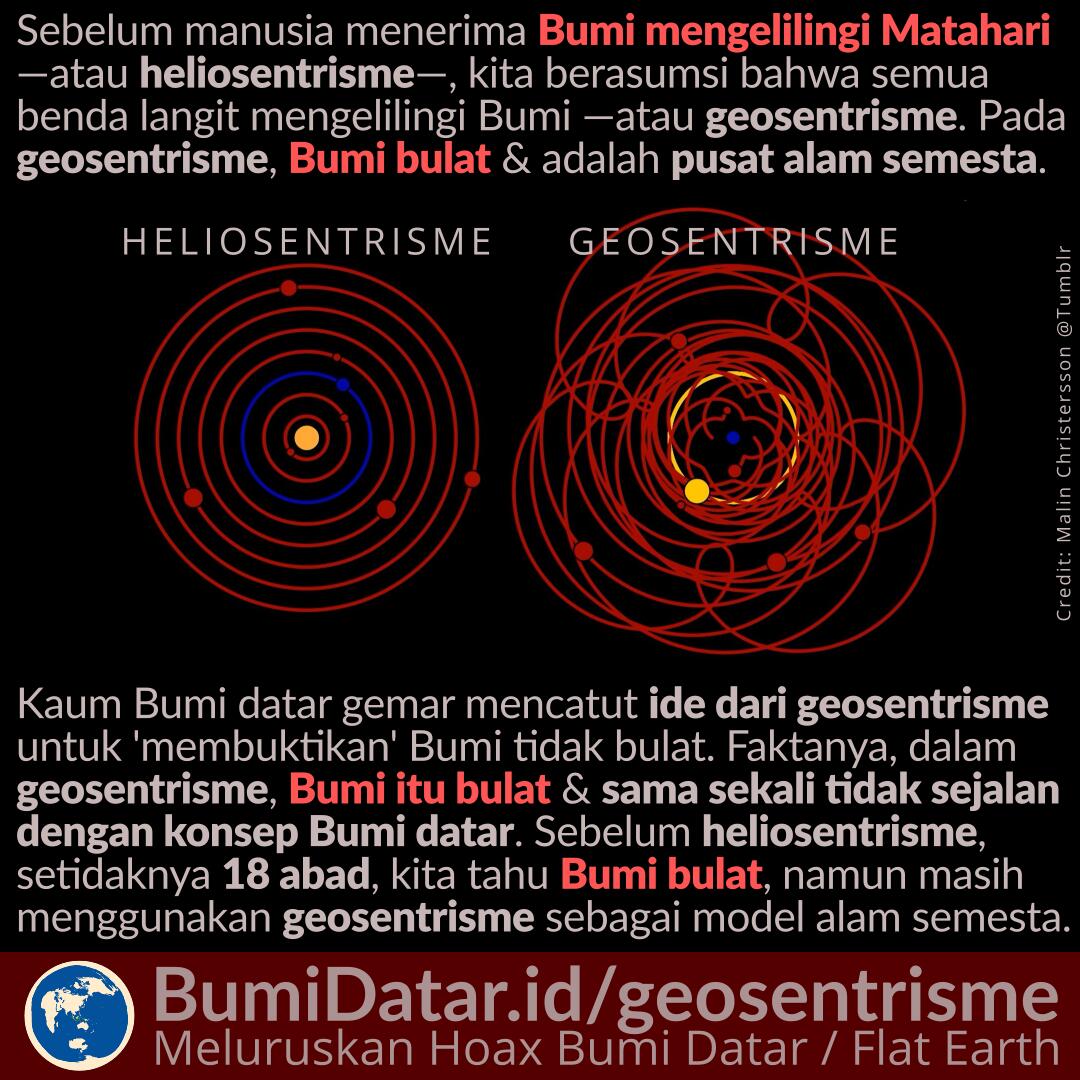 Sebelum manusia menerima Bumi mengelilingi Matahari
—atau heliosentrisme—, kita berasumsi bahwa semua
benda langit mengelilingi Bumi —atau geosentrisme. Pada
geosentrisme, Bumi bulat & adalah pusat alam semesta.
HELIOSENTRISME
GEOSENTRISME
Credit: Malin Christersson @Tumblr
Kaum Bumi datar gemar mencatut ide dari geosentrisme
untuk 'membuktikan' Bumi tidak bulat. Faktanya, dalam
geosentrisme, Bumi itu bulat & sama sekali tidak sejalan
dengan konsep Bumi datar. Sebelum heliosentrisme,
setidaknya 18 abad, kita tahu Bumi bulat, namun masih
menggunakan geosentrisme sebagai model alam semesta.
BumiDatar.id/geosentrisme
Meluruskan Hoax Bumi Datar / Flat Earth